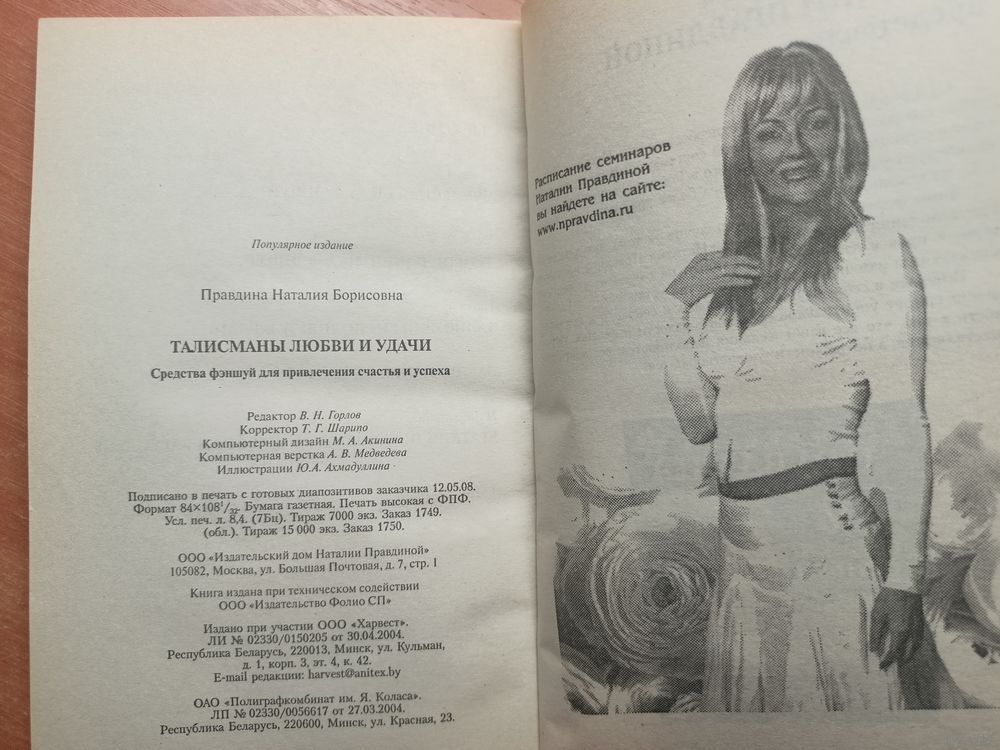 Популярное издание
Правдина Наталия Борисовна
ТАЛИСМАНЫ ЛЮБВИ И УДАЧИ
Средства фэншуй для привлечения счастья и успеха
Редактор В. Н. Горлов
Корректор Т. Г. Шарипо
Компьютерный дизайн М. А. Акинина
Компьютерная верстка А. В. Медведева
Иллюстрации Ю.А. Ахмадуллина
Подписано в печать с готовых диапозитивов заказчика 12.05.08.
Формат 84×108¹/₃₂. Бумага газетная. Печать высокая с ФПФ.
Усл. печ. л. 8,4. (7Бц). Тираж 7000 экз. Заказ 1749.
(обл.). Тираж 15 000 экз. Заказ 1750.
ООО «Издательский дом Наталии Правдиной»
105082, Москва, ул. Большая Почтовая, д. 7, стр. 1
Книга издана при техническом содействии
ООО «Издательство Фолио СП»
Издано при участии ООО «Харвест».
ЛИ № 02330/0150205 от 30.04.2004.
Республика Беларусь, 220013, Минск, ул. Кульман,
д. 1, корп. 3, эт. 4, к. 42.
E-mail редакции: harvest@anitex.by
ОАО «Полиграфкомбинат им. Я. Коласа».
ЛП № 02330/0056617 от 27.03.2004.
Республика Беларусь, 220600, Минск, ул. Красная, 23.
Расписание семинаров
Наталии Правдиной
вы найдете на сайте:
www.npravdina.ru